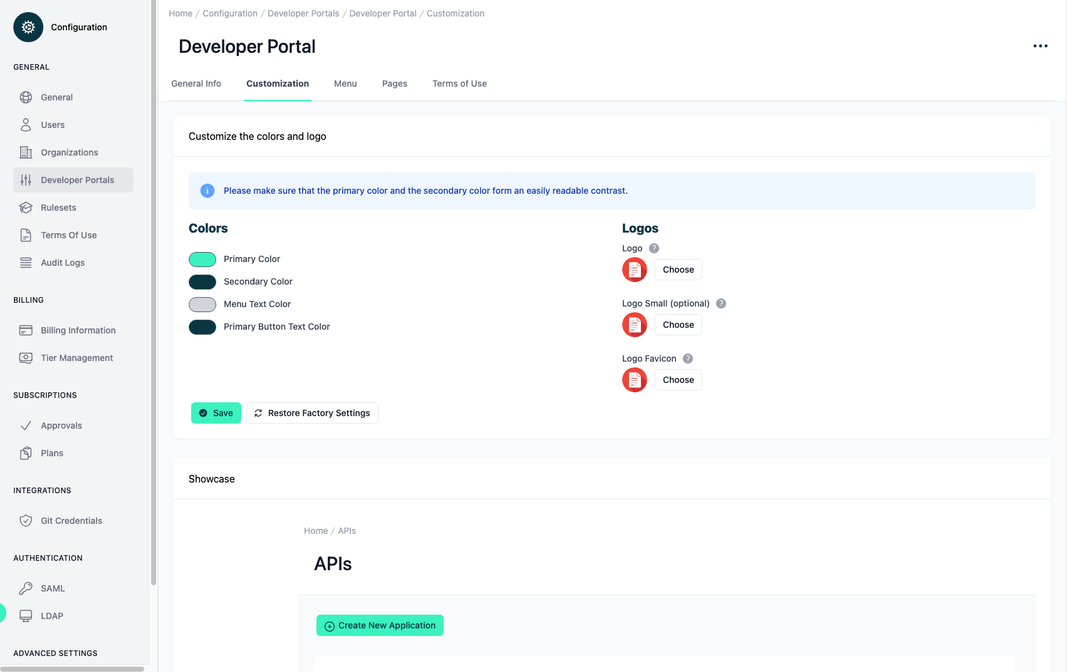 Configuration
GENERAL
General
Users
Organizations
Developer Portals
Rulesets
Terms Of Use
Audit Logs
BILLING
Billing Information
Tier Management
SUBSCRIPTIONS
Approvals
Plans
INTEGRATIONS
Git Credentials
AUTHENTICATION
SAML
LDAP
ADVANCED SETTINGS
Home / Configuration / Developer Portals / Developer Portal / Customization
Developer Portal
General Info Customization Menu Pages Terms of Use
Customize the colors and logo
Please make sure that the primary color and the secondary color form an easily readable contrast.
Colors
Primary Color
Secondary Color
Menu Text Color
Primary Button Text Color
Logos
Logo ?
Choose
Logo Small (optional) ?
Choose
Logo Favicon ?
Choose
Save Restore Factory Settings
Showcase
Home / APIs
APIs
Create New Application